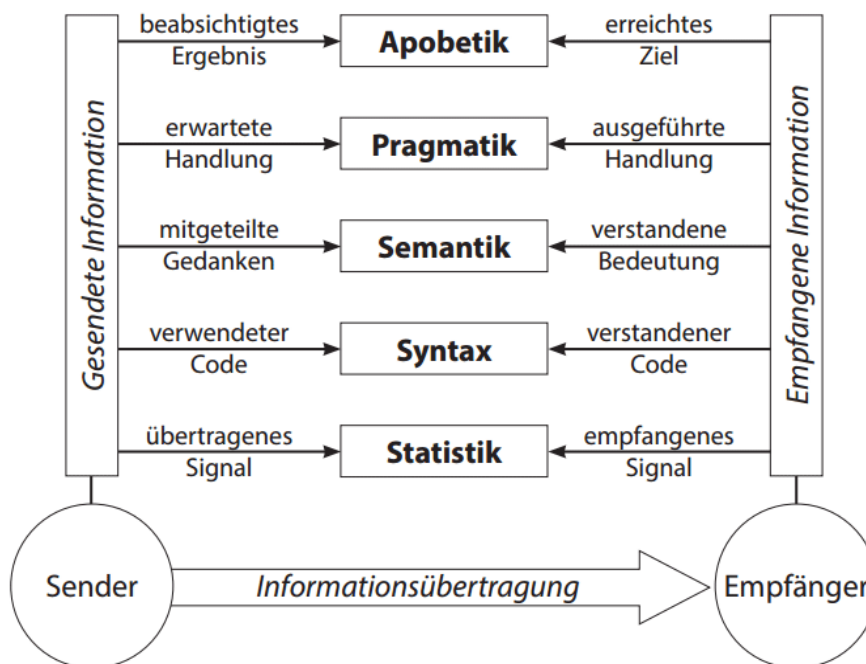 beabsichtigtes
Ergebnis
Apobetik
erreichtes
Ziel
erwartete
Handlung
Pragmatik
ausgeführte
Handlung
mitgeteilte
Gedanken
Semantik
verstandene
Bedeutung
verwendeter
Code
Syntax
verstandener
Code
übertragenes
Signal
Statistik
empfangenes
Signal
Gesendete Information
Empfangene Information
Sender
Informationsübertragung
Empfänger